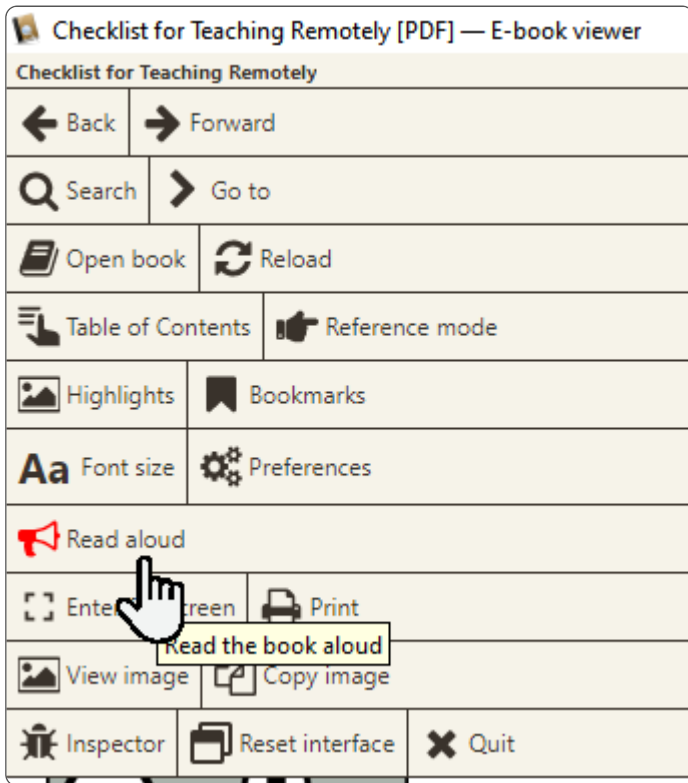 Checklist for Teaching Remotely [PDF] — E-book viewer
Checklist for Teaching Remotely
Back Forward
Search Go to
Open book Reload
Table of Contents Reference mode
Highlights Bookmarks
Aa Font size Preferences
Read aloud
Enter creen Print
Read the book aloud
View image Copy image
Inspector Reset interface Quit